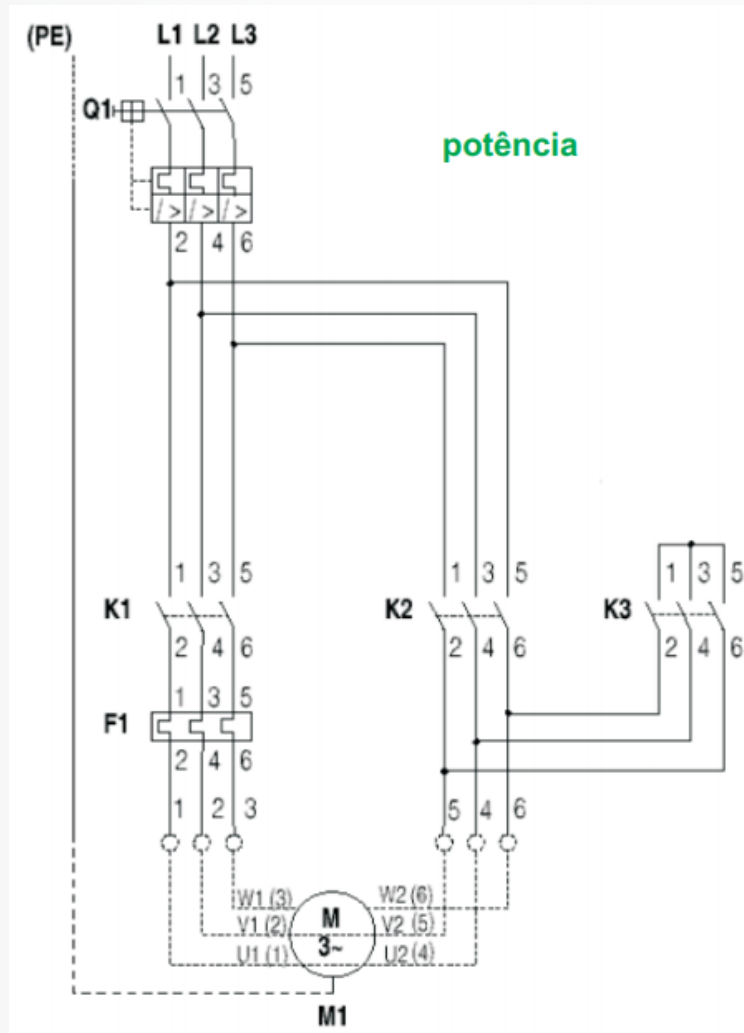 (PE) L1 L2 L3
1 3 5
Q1
potência
/> /> />
2 4 6
1 3 5 1 3 5 1 3 5
K1 K2 K3
2 4 6 2 4 6 2 4 6
1 3 5
F1
2 4 6
1 2 3 5 4 6
W1 (3) W2 (6)
V1 (2) M V2 (5)
U1 (1) 3~ U2 (4)
M1